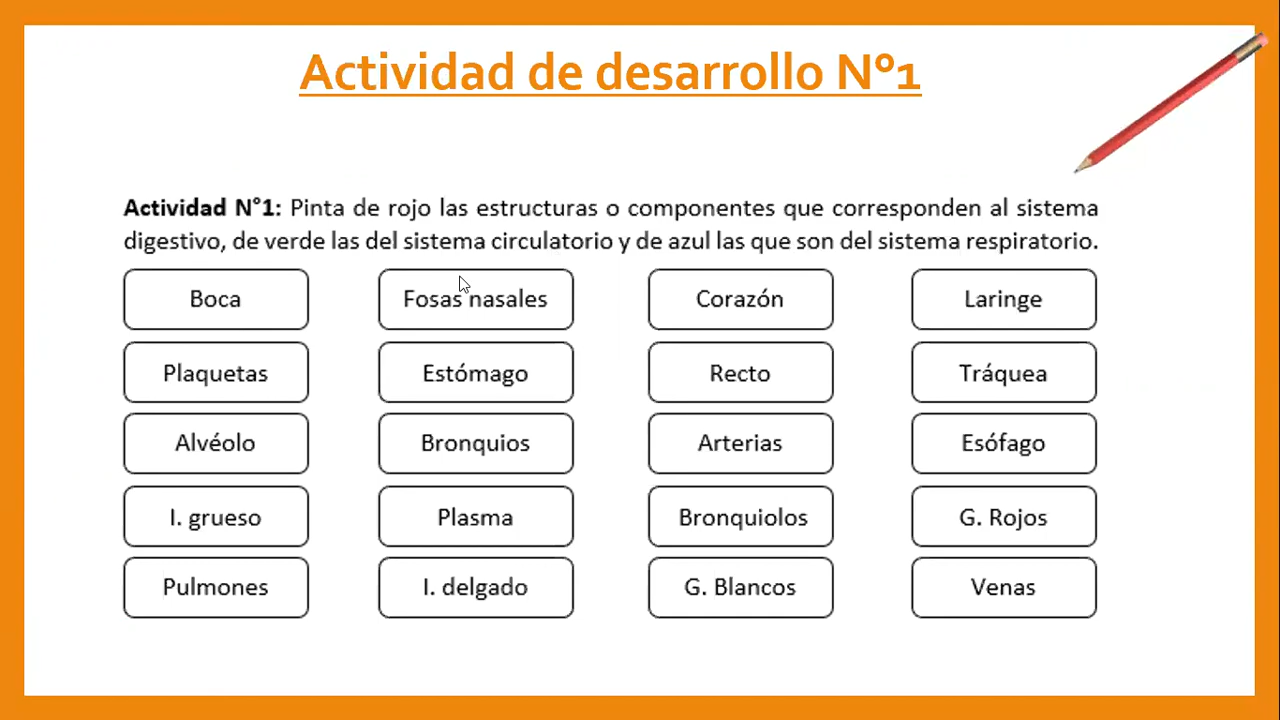 Actividad de desarrollo Nº1
Actividad N°1: Pinta de rojo las estructuras o componentes que corresponden al sistema
digestivo, de verde las del sistema circulatorio y de azul las que son del sistema respiratorio.
Boca
Fosas nasales
Corazón
Laringe
Plaquetas
Estómago
Recto
Tráquea
Alvéolo
Bronquios
Arterias
Esófago
I. grueso
Plasma
Bronquiolos
G. Rojos
Pulmones
I. delgado
G. Blancos
Venas